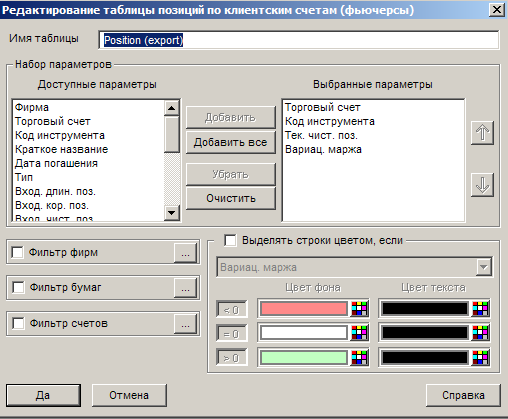 Редактирование таблицы позиций по клиентским счетам (фьючерсы)
Имя таблицы
Position (export)
Набор параметров
Доступные параметры
Выбранные параметры
Фирма
Торговый счет
Код инструмента
Краткое название
Дата погашения
Тип
Вход. длин. поз.
Вход. кор. поз.
Вход. чист. поз.
Добавить
Добавить все
Убрать
Очистить
Торговый счет
Код инструмента
Тек. чист. поз.
Вариац. маржа
Фильтр фирм
...
Фильтр бумаг
...
Фильтр счетов
...
Выделять строки цветом, если
Вариац. маржа
Цвет фона
Цвет текста
< 0
= 0
> 0
Да
Отмена
Справка